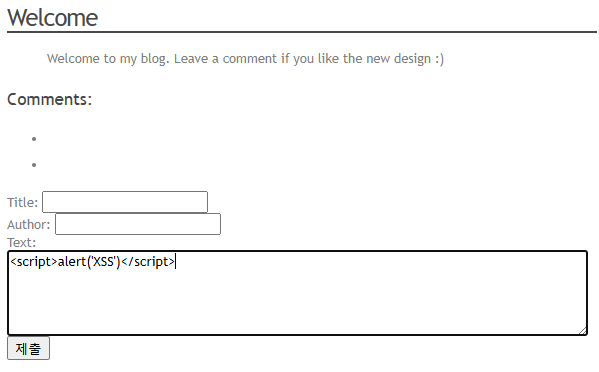 Welcome
Welcome to my blog. Leave a comment if you like the new design :)
Comments:
Title:
Author:
Text:
<script>alert('XSS')</script>
제출